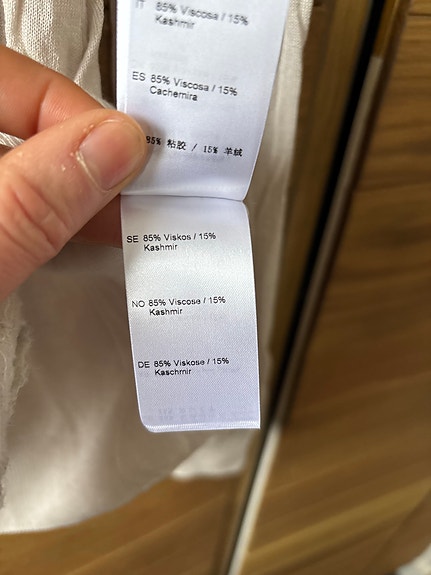 IT 85% Viscosa / 15%
Kashmir
ES 85% Viscosa / 15%
Cachemira
85% 粘胶 / 15% 羊绒
SE 85% Viskos / 15%
Kashmir
NO 85% Viscose / 15%
Kashmir
DE 85% Viskose / 15%
Kaschmir